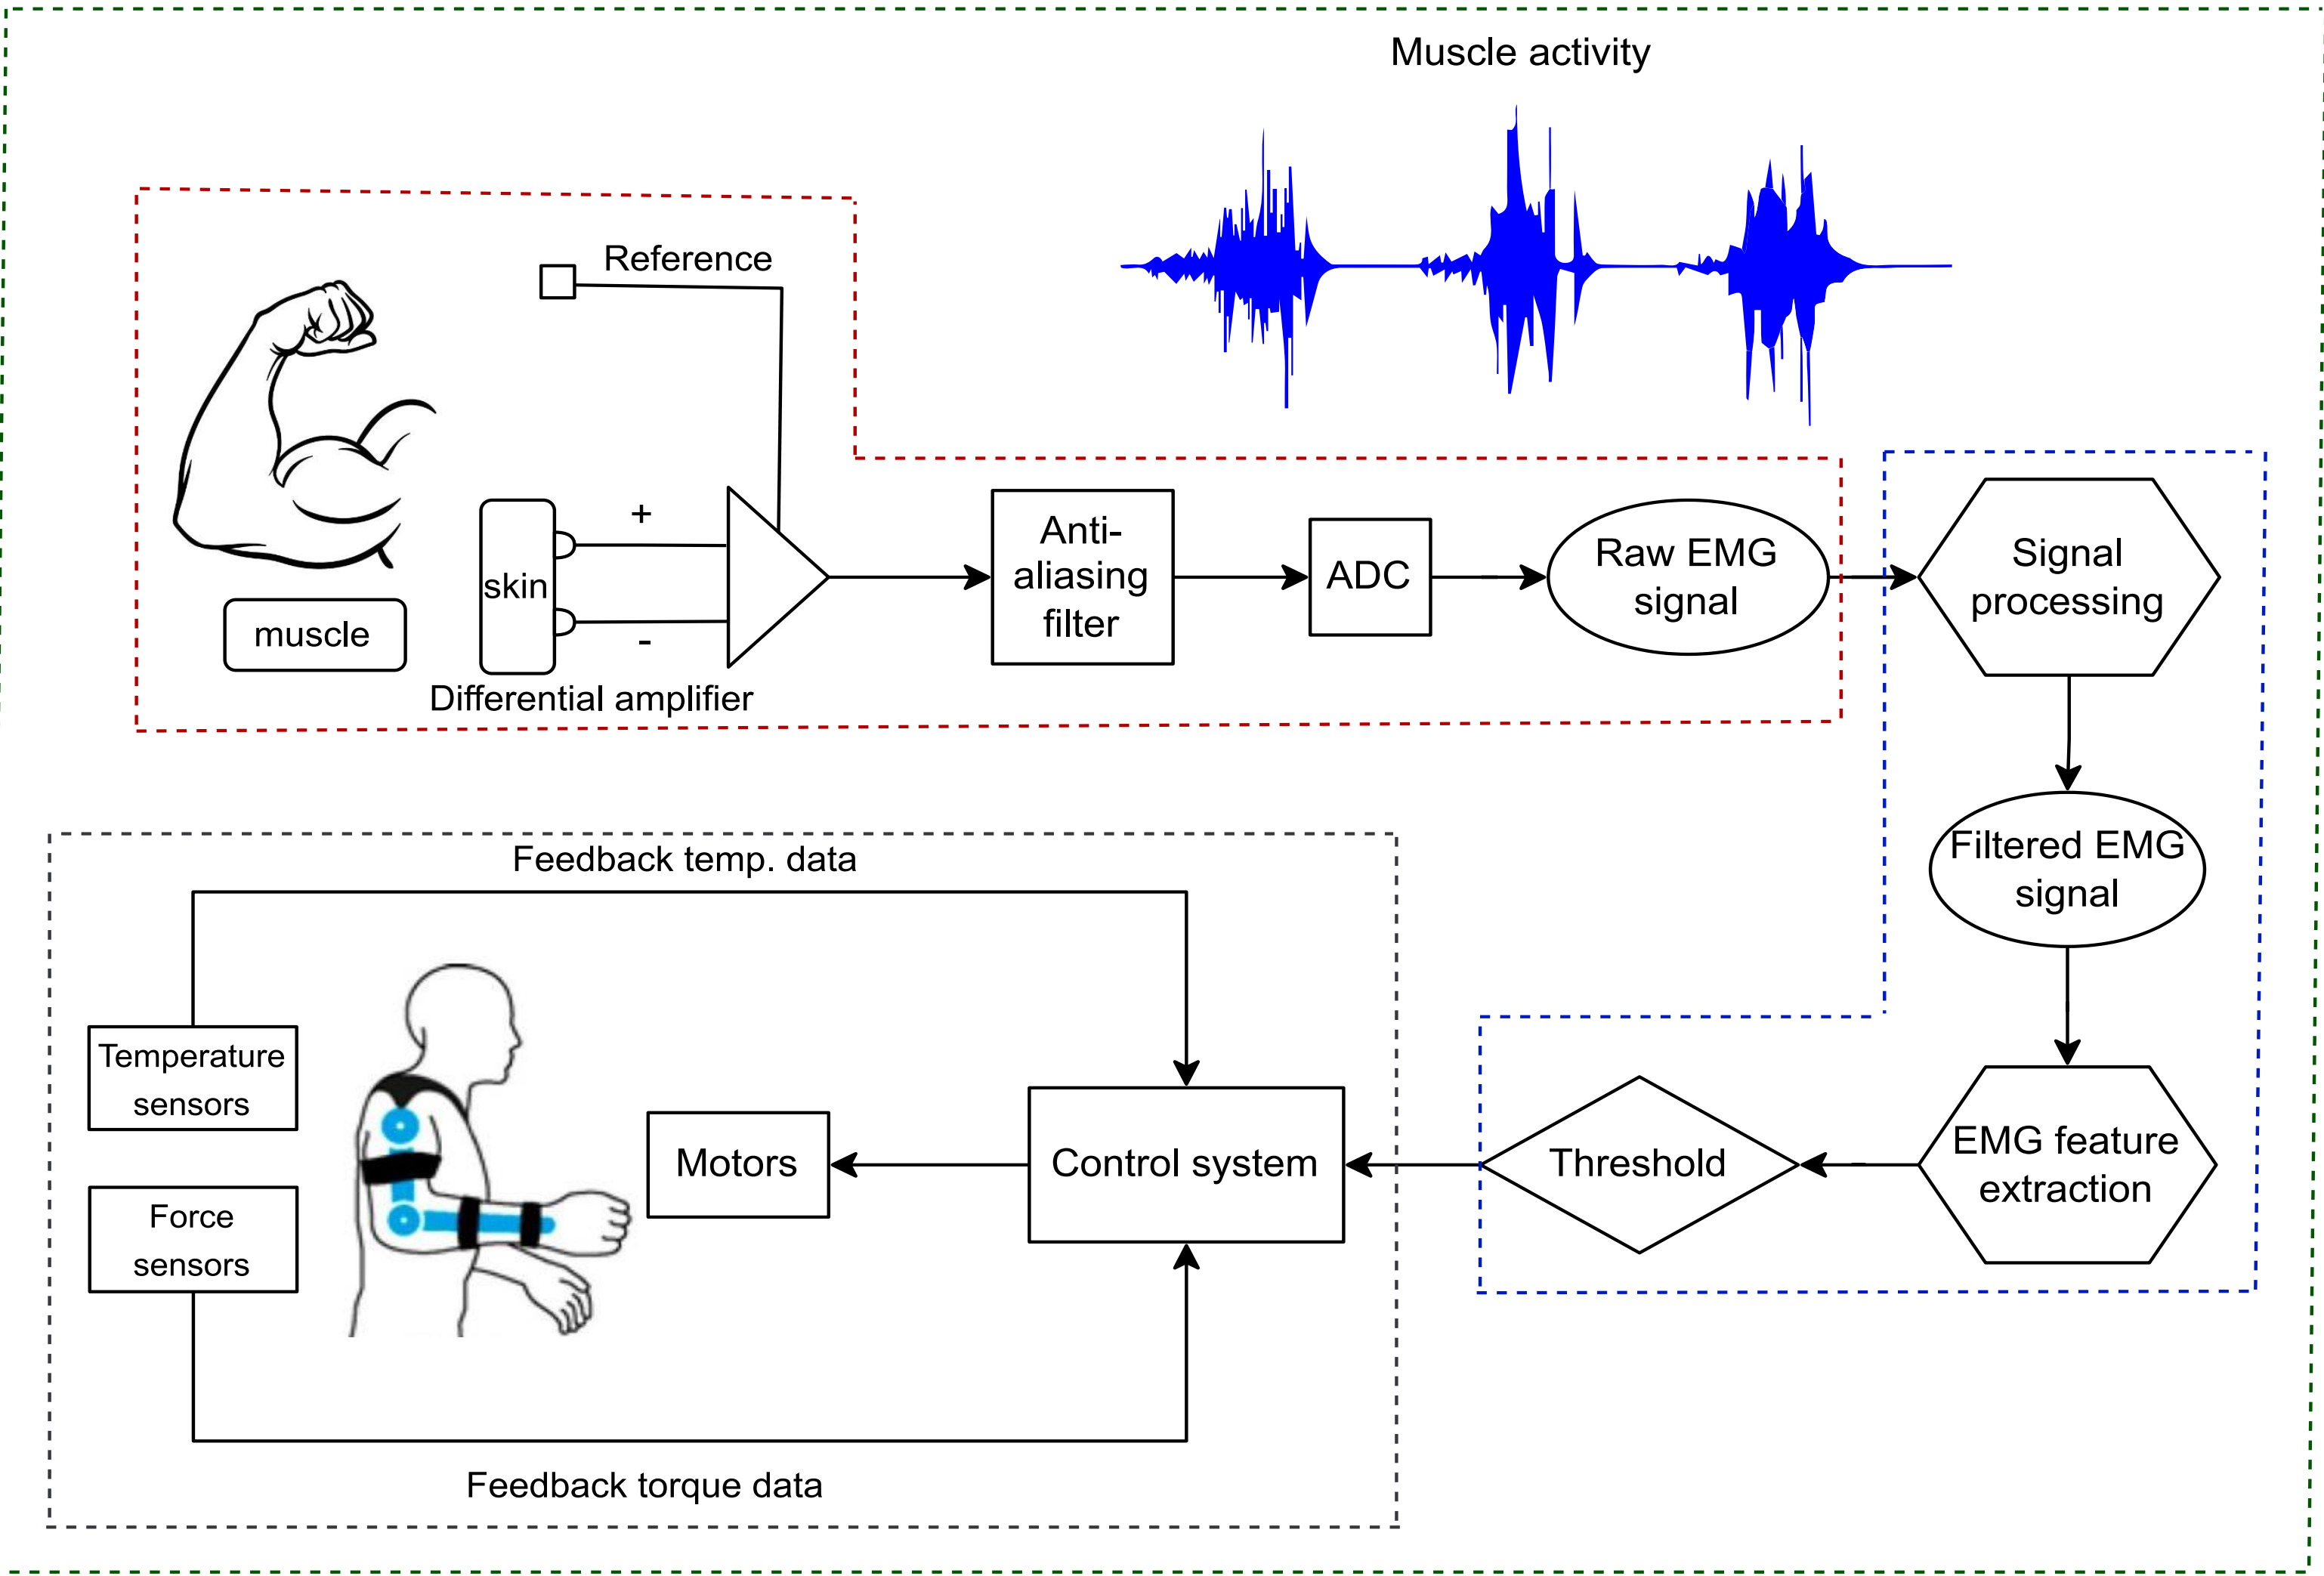 Muscle activity
Reference
+
skin
-
muscle
Differential amplifier
Anti-
aliasing
filter
ADC
Raw EMG
signal
Signal
processing
Filtered EMG
signal
EMG feature
extraction
Threshold
Control system
Motors
Feedback temp. data
Temperature
sensors
Force
sensors
Feedback torque data